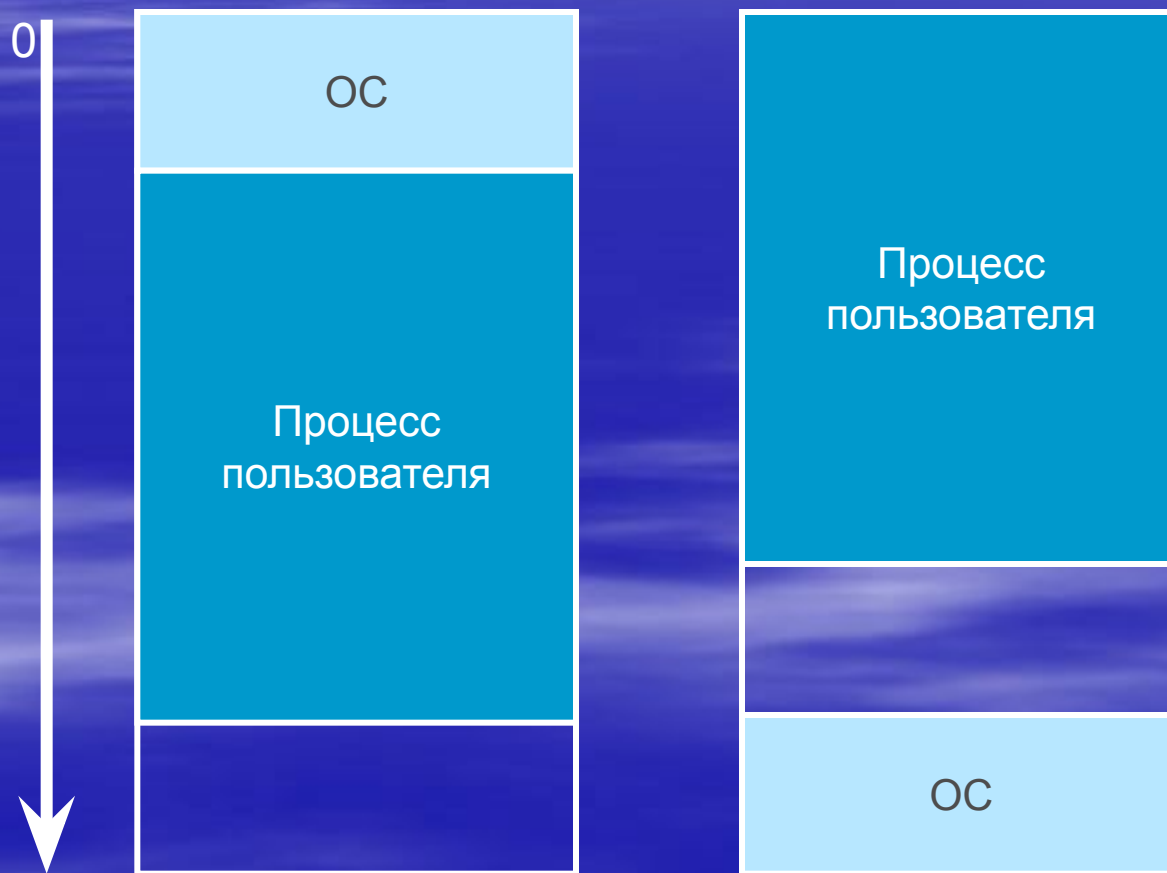 0
ОС
Процесс
пользователя
Процесс
пользователя
ОС